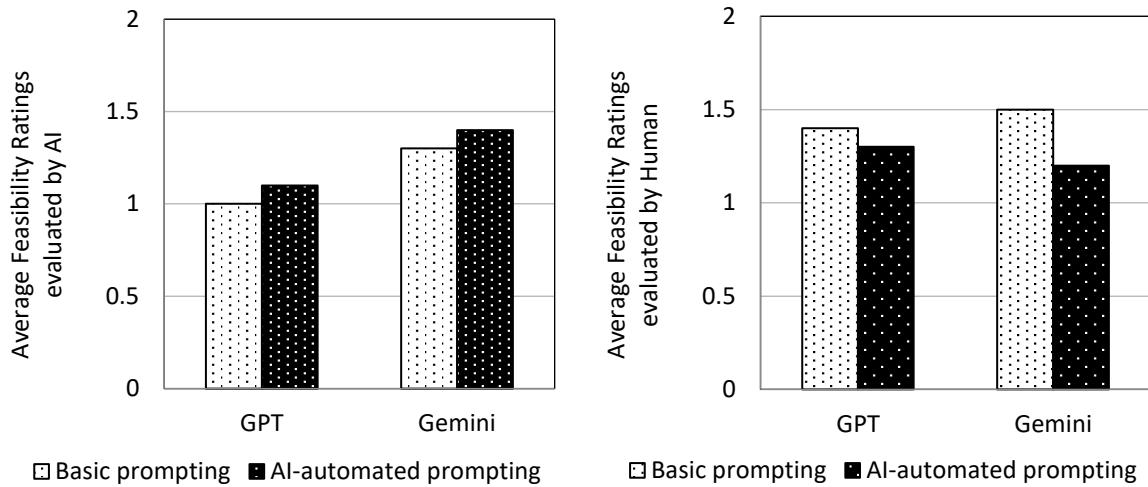 Average Feasibility Ratings
evaluated by AI
2
1.5
1
0.5
0
GPT
Gemini
Basic prompting
AI-automated prompting
Average Feasibility Ratings
evaluated by Human
2
1.5
1
0.5
0
GPT
Gemini
Basic prompting
AI-automated prompting